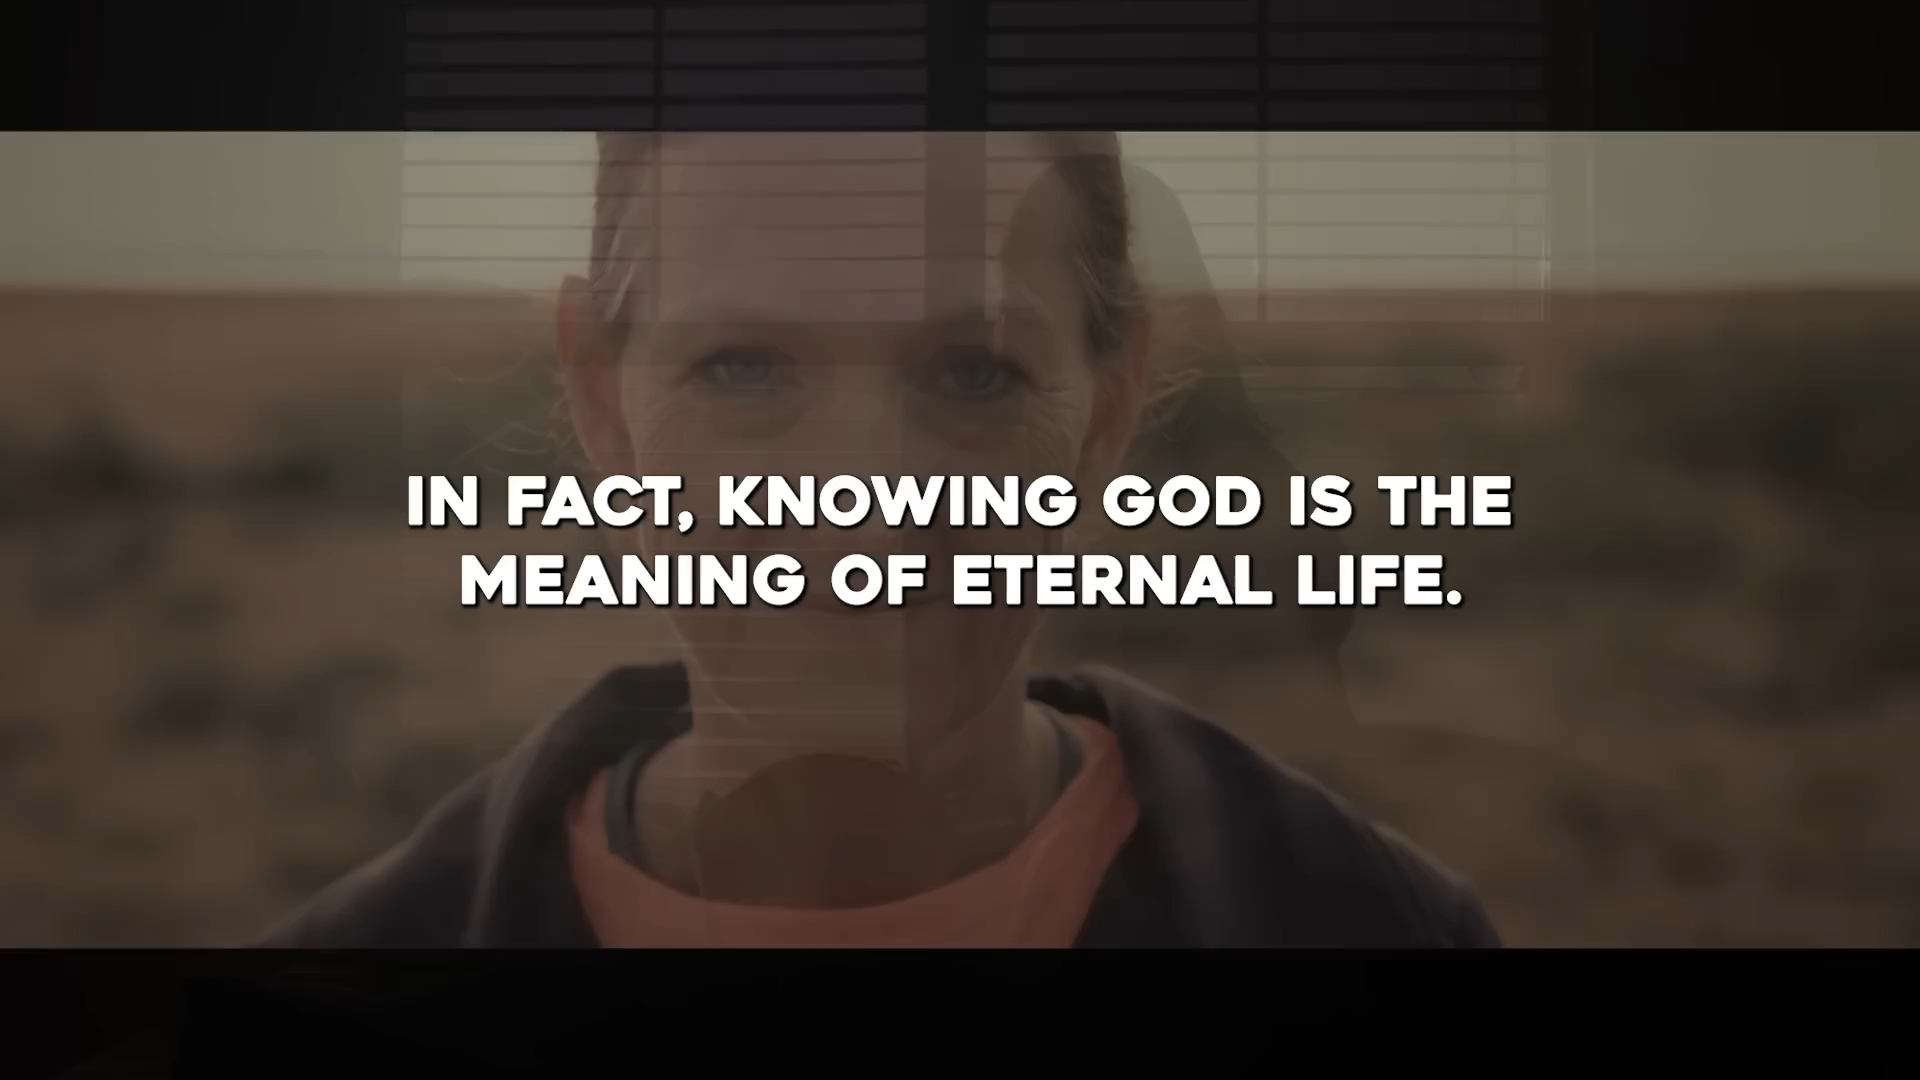 IN FACT, KNOWING GOD IS THE
MEANING OF ETERNAL LIFE.